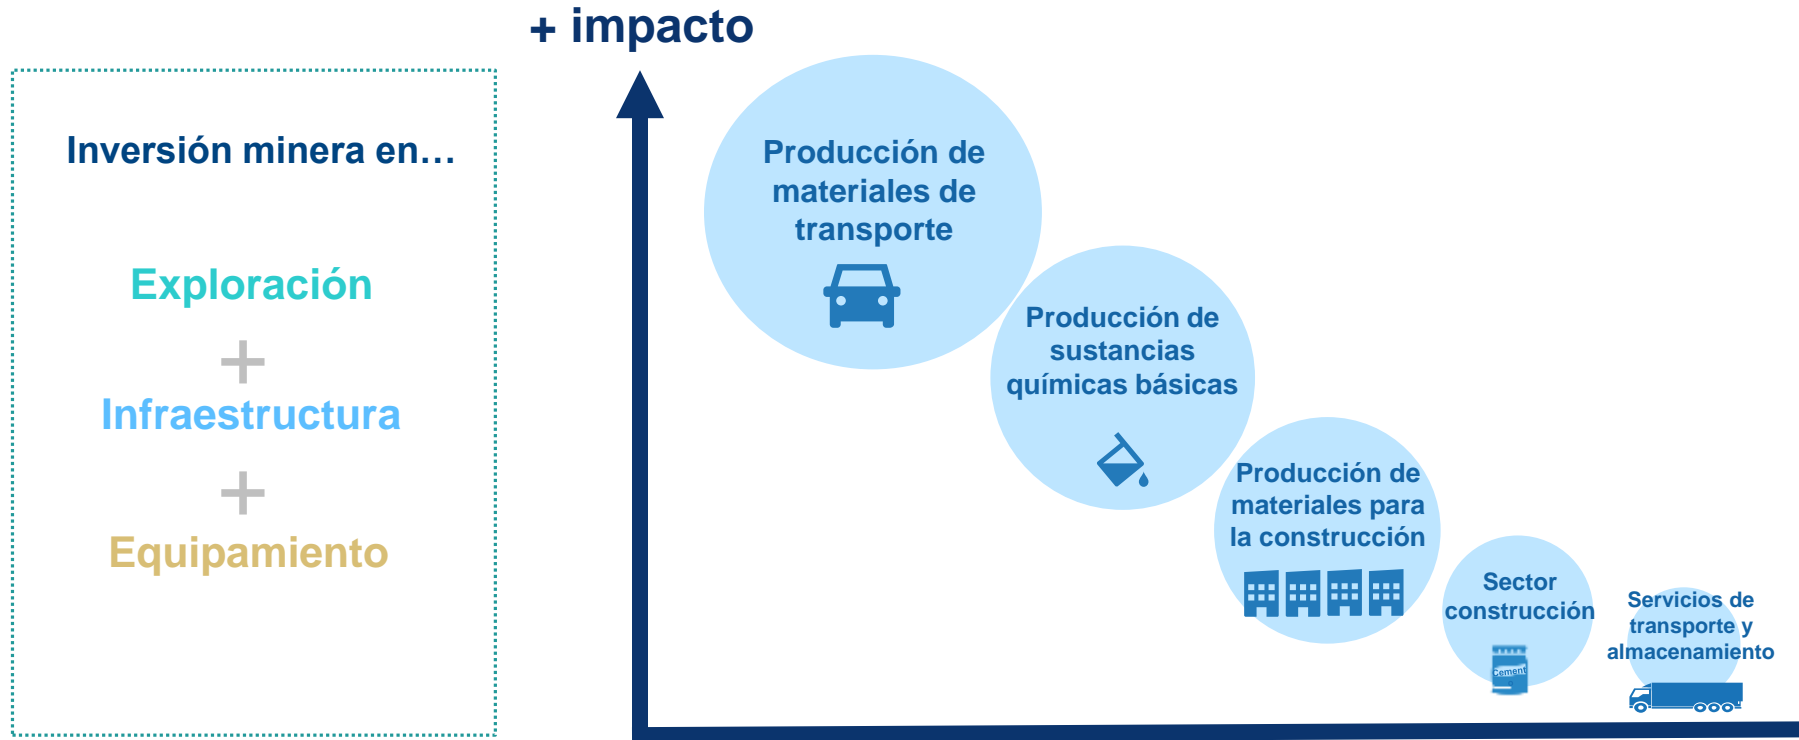 + impacto
Inversión minera en…
Exploración
+
Infraestructura
+
Equipamiento
Producción de
materiales de
transporte
Producción de
sustancias
químicas básicas
Producción de
materiales para
la construcción
Sector
construcción
Cement
Servicios de
transporte y
almacenamiento